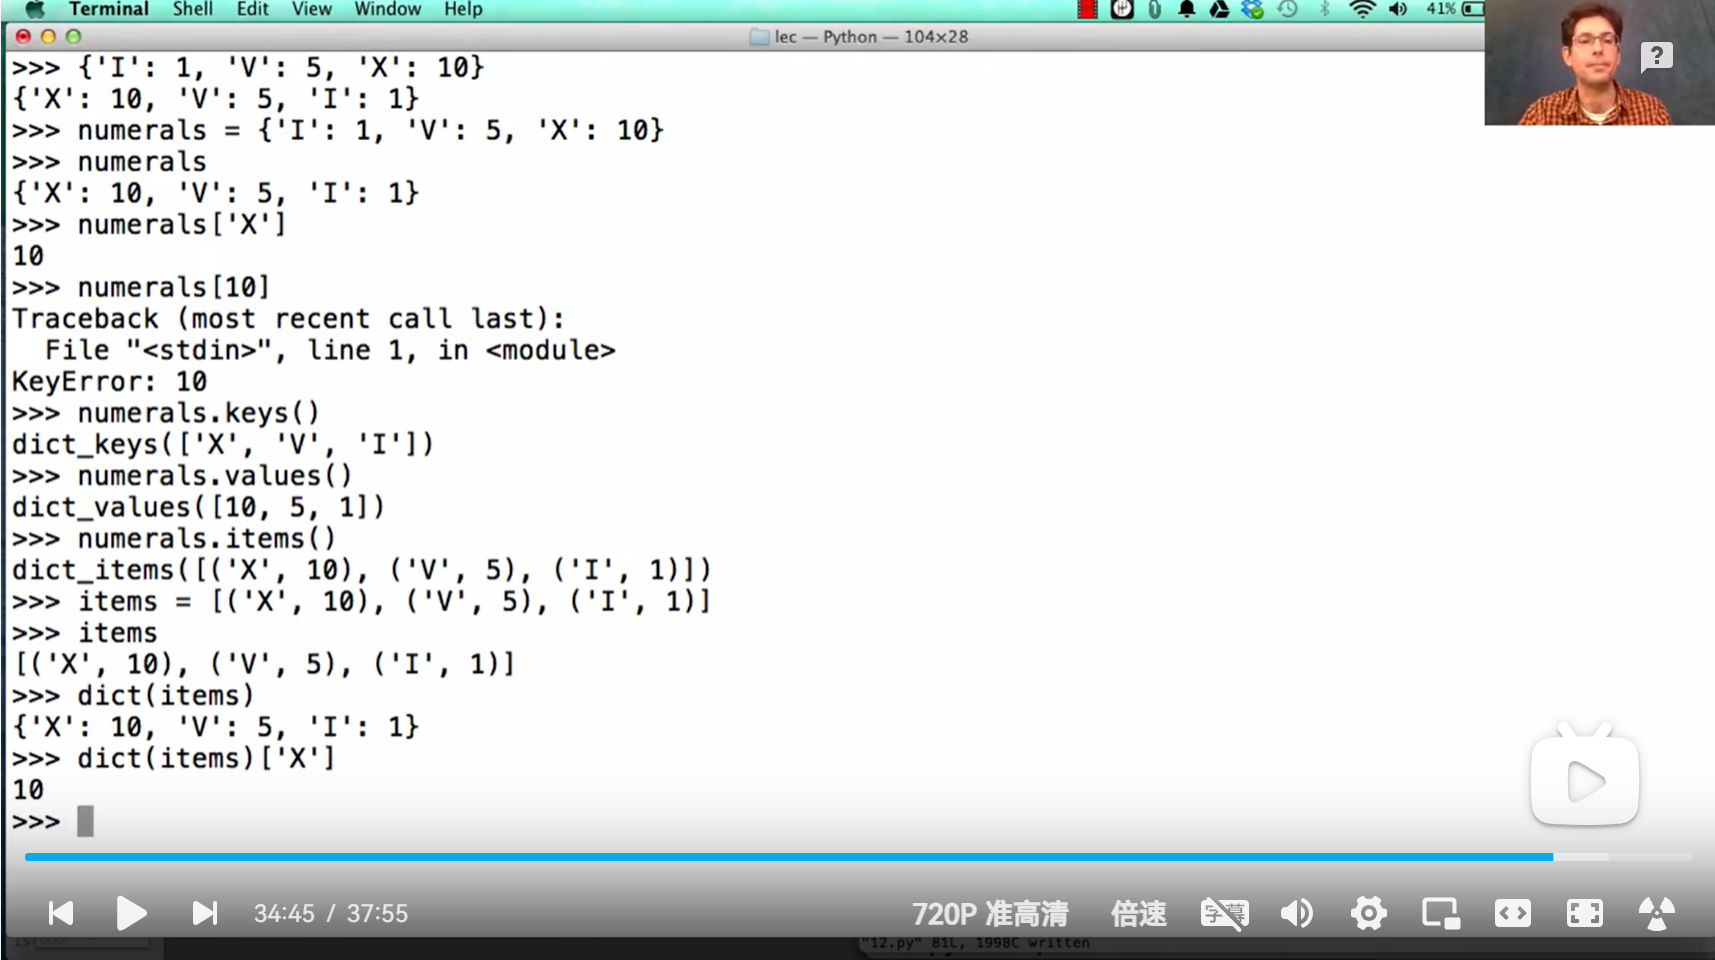 Terminal Shell Edit View Window Help 41%
lec — Python — 104×28
>>> {'I': 1, 'V': 5, 'X': 10}
{'X': 10, 'V': 5, 'I': 1}
>>> numerals = {'I': 1, 'V': 5, 'X': 10}
>>> numerals
{'X': 10, 'V': 5, 'I': 1}
>>> numerals['X']
10
>>> numerals[10]
Traceback (most recent call last):
  File "<stdin>", line 1, in <module>
KeyError: 10
>>> numerals.keys()
dict_keys(['X', 'V', 'I'])
>>> numerals.values()
dict_values([10, 5, 1])
>>> numerals.items()
dict_items([('X', 10), ('V', 5), ('I', 1)])
>>> items = [('X', 10), ('V', 5), ('I', 1)]
>>> items
[('X', 10), ('V', 5), ('I', 1)]
>>> dict(items)
{'X': 10, 'V': 5, 'I': 1}
>>> dict(items)['X']
10
>>>
34:45 / 37:55 720P 准高清 倍速 字幕
"12.py" 81L, 1998C written